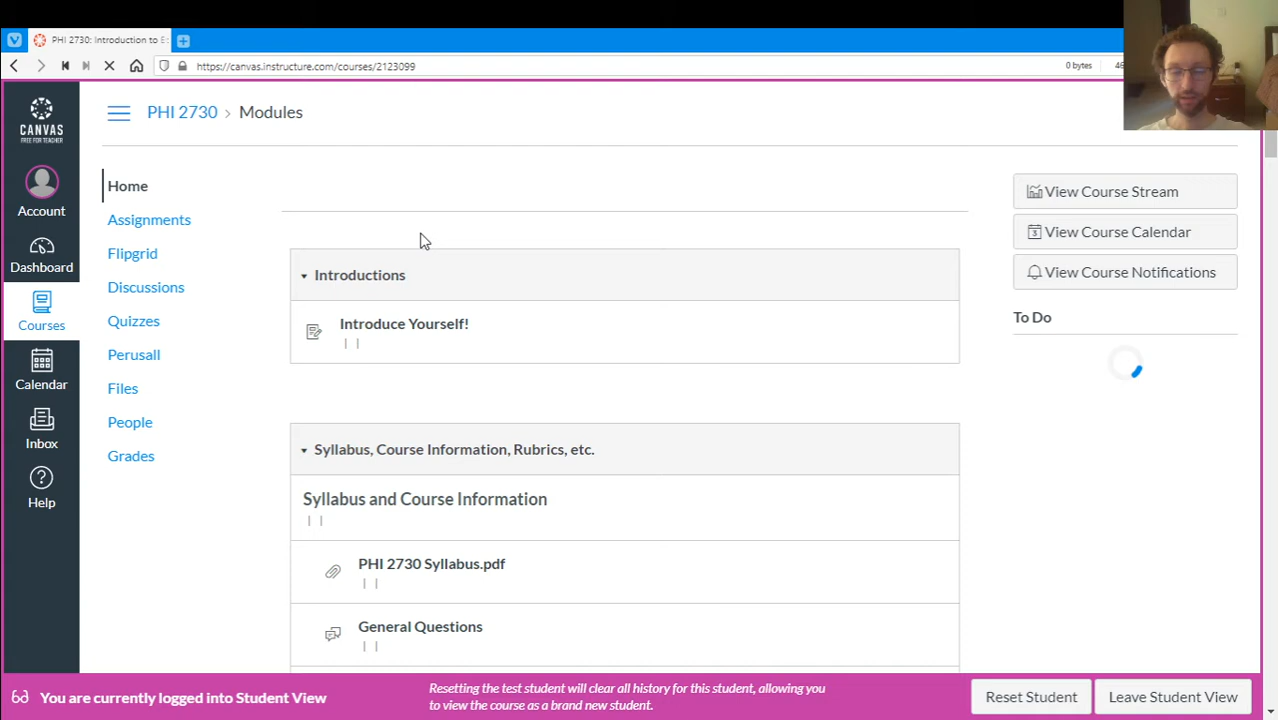 PHI 2730: Introduction to E
https://canvas.instructure.com/courses/2123099
0 bytes
CANVAS
FREE FOR TEACHER
PHI 2730 › Modules
Account
Dashboard
Courses
Calendar
Inbox
Help
Home
Assignments
Flipgrid
Discussions
Quizzes
Perusall
Files
People
Grades
Introductions
Introduce Yourself!
Syllabus, Course Information, Rubrics, etc.
Syllabus and Course Information
PHI 2730 Syllabus.pdf
General Questions
View Course Stream
View Course Calendar
View Course Notifications
To Do
You are currently logged into Student View
Resetting the test student will clear all history for this student, allowing you
to view the course as a brand new student.
Reset Student
Leave Student View